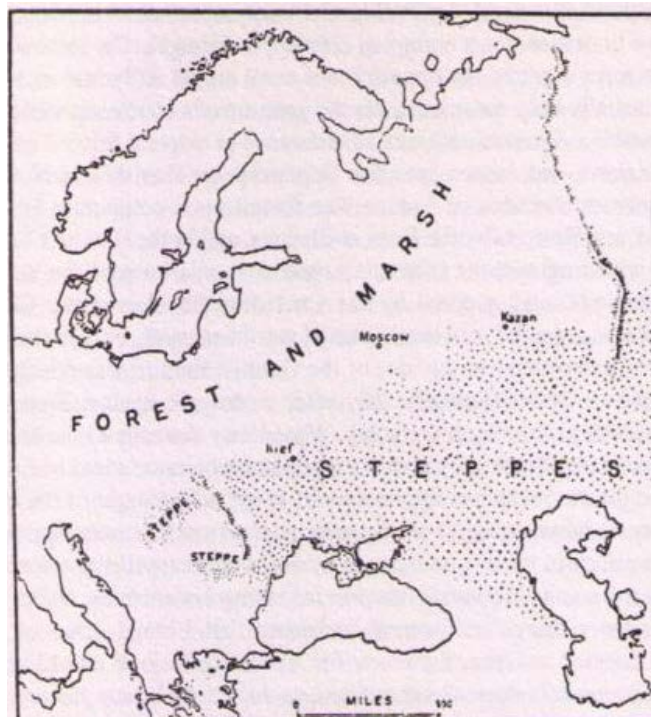 FOREST AND MARSH
Moscow
Kazan
Kief
STEPPES
STEPPE
STEPPE
MILES